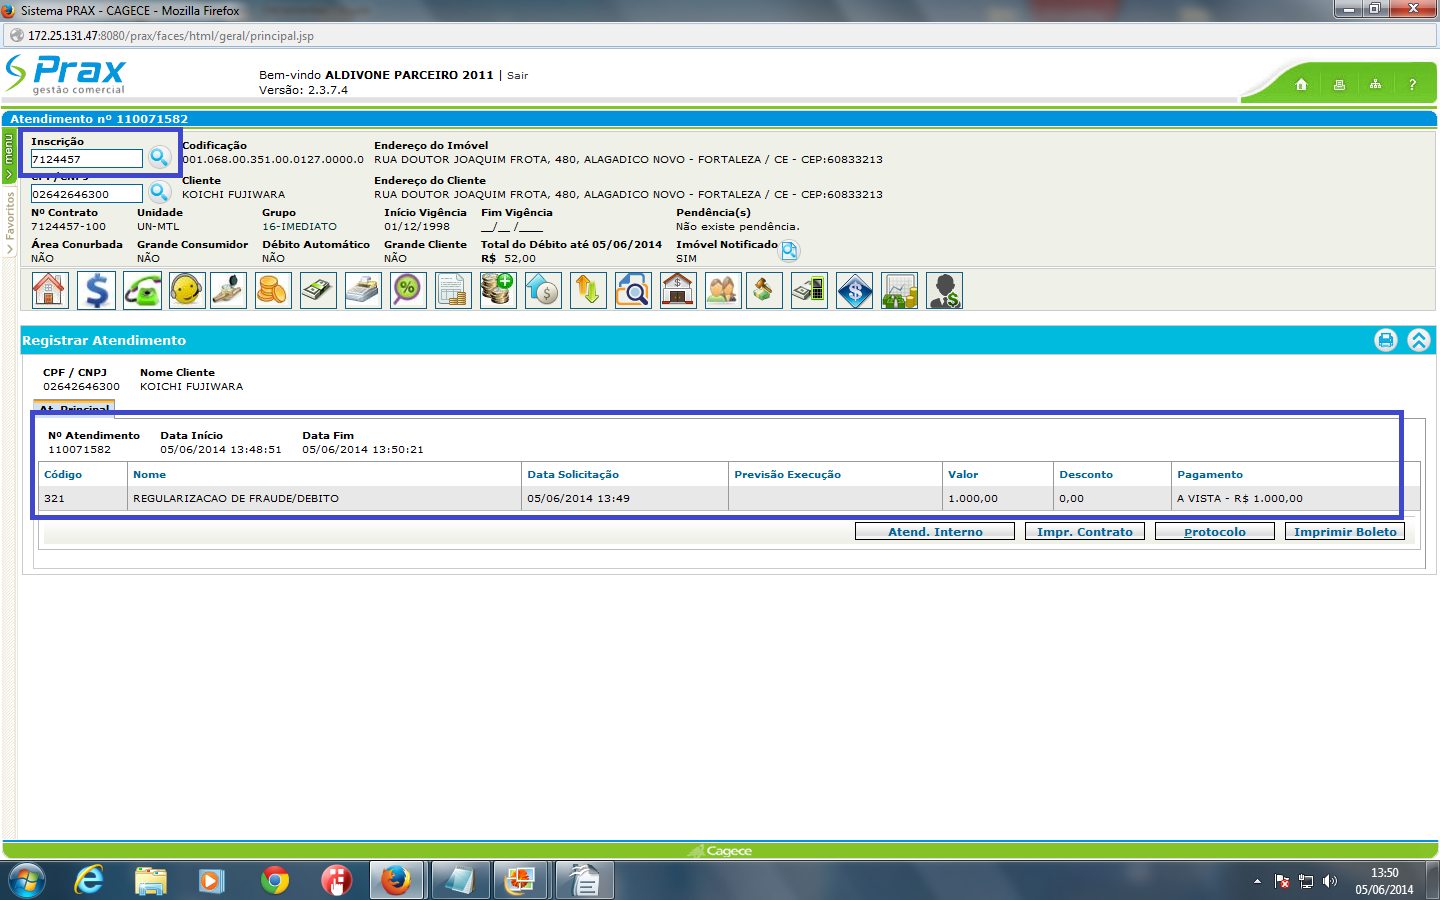 Sistema PRAX - CAGECE - Mozilla Firefox
172.25.131.47:8080/prax/faces/html/geral/principal.jsp
Prax
gestão comercial
Bem-vindo ALDIVONE PARCEIRO 2011 | Sair
Versão: 2.3.7.4
?
Atendimento nº 110071582
menu
Favoritos
Inscrição Codificação Endereço do Imóvel
7124457 001.068.00.351.00.0127.0000.0 RUA DOUTOR JOAQUIM FROTA, 480, ALAGADICO NOVO - FORTALEZA / CE - CEP:60833213
CPF/CNPJ Cliente Endereço do Cliente
02642646300 KOICHI FUJIWARA RUA DOUTOR JOAQUIM FROTA, 480, ALAGADICO NOVO - FORTALEZA / CE - CEP:60833213
Nº Contrato Unidade Grupo Início Vigência Fim Vigência Pendência(s)
7124457-100 UN-MTL 16-IMEDIATO 01/12/1998 __/__ /____ Não existe pendência.
Área Conurbada Grande Consumidor Débito Automático Grande Cliente Total do Débito até 05/06/2014 Imóvel Notificado
NÃO NÃO NÃO NÃO R$ 52,00 SIM
Registrar Atendimento
CPF / CNPJ Nome Cliente
02642646300 KOICHI FUJIWARA
At. Principal
Nº Atendimento Data Início Data Fim
110071582 05/06/2014 13:48:51 05/06/2014 13:50:21
Código Nome Data Solicitação Previsão Execução Valor Desconto Pagamento
321 REGULARIZACAO DE FRAUDE/DEBITO 05/06/2014 13:49 1.000,00 0,00 A VISTA - R$ 1.000,00
Atend. Interno Impr. Contrato Protocolo Imprimir Boleto
Cagece
13:50
05/06/2014